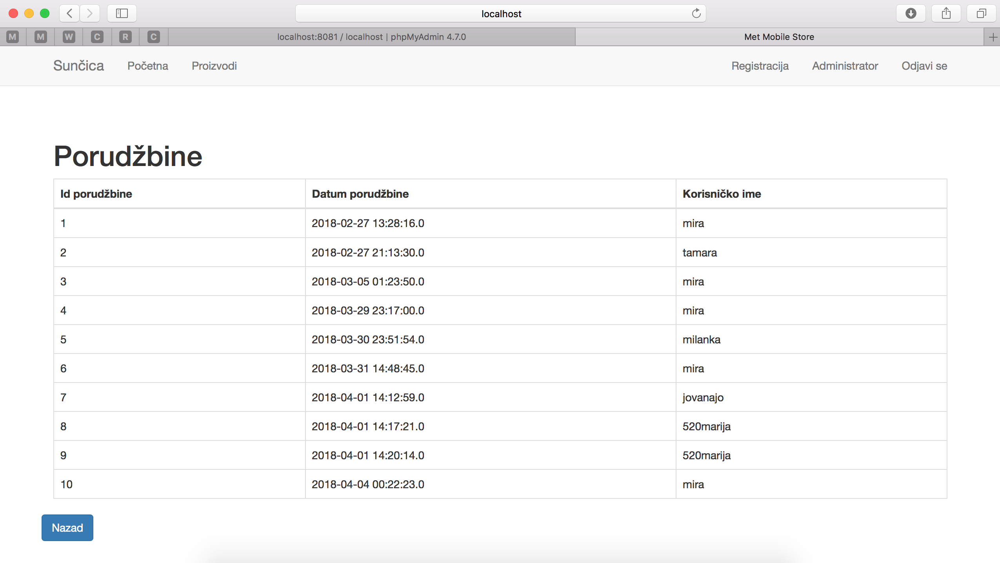 localhost
M M W C R C localhost:8081 / localhost | phpMyAdmin 4.7.0 Met Mobile Store
Sunčica Početna Proizvodi Registracija Administrator Odjavi se
Porudžbine
Id porudžbine Datum porudžbine Korisničko ime
1 2018-02-27 13:28:16.0 mira
2 2018-02-27 21:13:30.0 tamara
3 2018-03-05 01:23:50.0 mira
4 2018-03-29 23:17:00.0 mira
5 2018-03-30 23:51:54.0 milanka
6 2018-03-31 14:48:45.0 mira
7 2018-04-01 14:12:59.0 jovanajo
8 2018-04-01 14:17:21.0 520marija
9 2018-04-01 14:20:14.0 520marija
10 2018-04-04 00:22:23.0 mira
Nazad